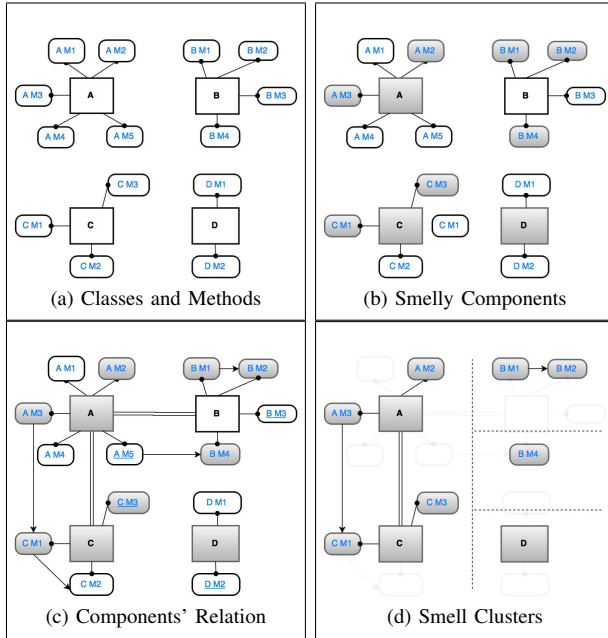 A M1
A M2
A M3
A
A M4
A M5
B M1
B M2
B
B M3
B M4
C M3
C M1
C
C M2
D M1
D
D M2
(a) Classes and Methods
A M1
A M2
A M3
A
A M4
A M5
B M1
B M2
B
B M3
B M4
C M3
C M1
C
C M1
C M2
D M1
D
D M2
(b) Smelly Components
A M1
A M2
A M3
A
A M4
A M5
B M1
B M2
B
B M3
B M4
C M3
C M1
C
C M2
D M1
D
D M2
(c) Components' Relation
A M2
A M3
A
B M1
B M2
B M4
C M3
C M1
C
D
(d) Smell Clusters